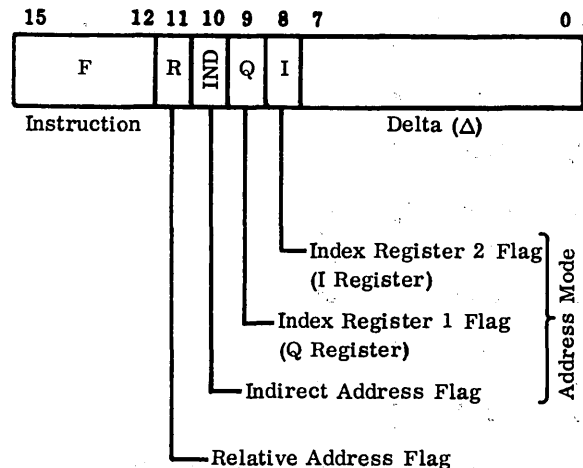 15 12 11 10 9 8 7 0
F R IND Q I
Instruction Delta (Δ)
Index Register 2 Flag
(I Register)
Index Register 1 Flag
(Q Register)
Indirect Address Flag
Relative Address Flag
Address Mode